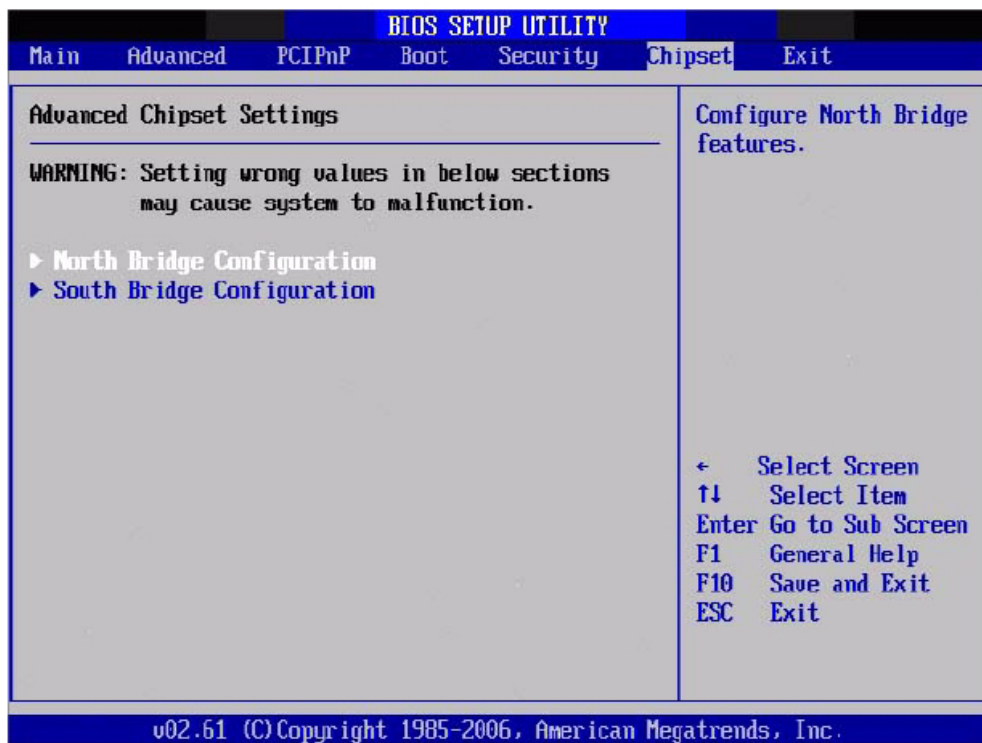 BIOS SETUP UTILITY
Main Advanced PCIPnP Boot Security Chipset Exit
Advanced Chipset Settings
WARNING: Setting wrong values in below sections
may cause system to malfunction.
▶ North Bridge Configuration
▶ South Bridge Configuration
Configure North Bridge
features.
← Select Screen
↑↓ Select Item
Enter Go to Sub Screen
F1 General Help
F10 Save and Exit
ESC Exit
v02.61 (C)Copyright 1985-2006, American Megatrends, Inc.